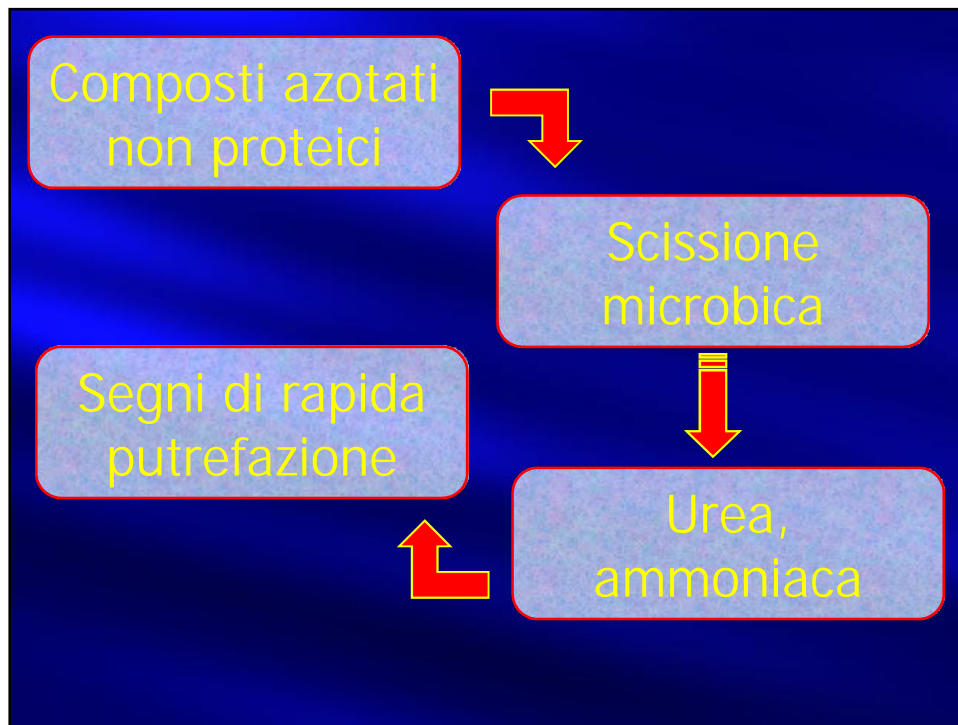 Composti azotati
non proteici
Scissione
microbica
Urea,
ammoniaca
Segni di rapida
putrefazione